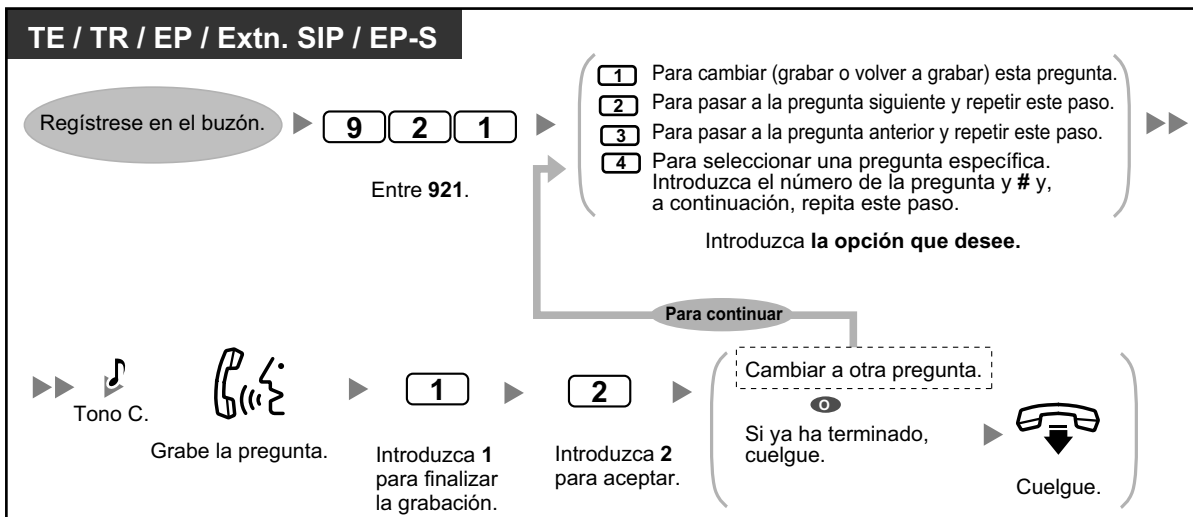 TE / TR / EP / Extn. SIP / EP-S
Regístrese en el buzón.
9 2 1
Entre 921.
1 Para cambiar (grabar o volver a grabar) esta pregunta.
2 Para pasar a la pregunta siguiente y repetir este paso.
3 Para pasar a la pregunta anterior y repetir este paso.
4 Para seleccionar una pregunta específica.
Introduzca el número de la pregunta y # y,
a continuación, repita este paso.
Introduzca la opción que desee.
Para continuar
Tono C.
Grabe la pregunta.
1
Introduzca 1
para finalizar
la grabación.
2
Introduzca 2
para aceptar.
Cambiar a otra pregunta.
O
Si ya ha terminado,
cuelgue.
Cuelgue.